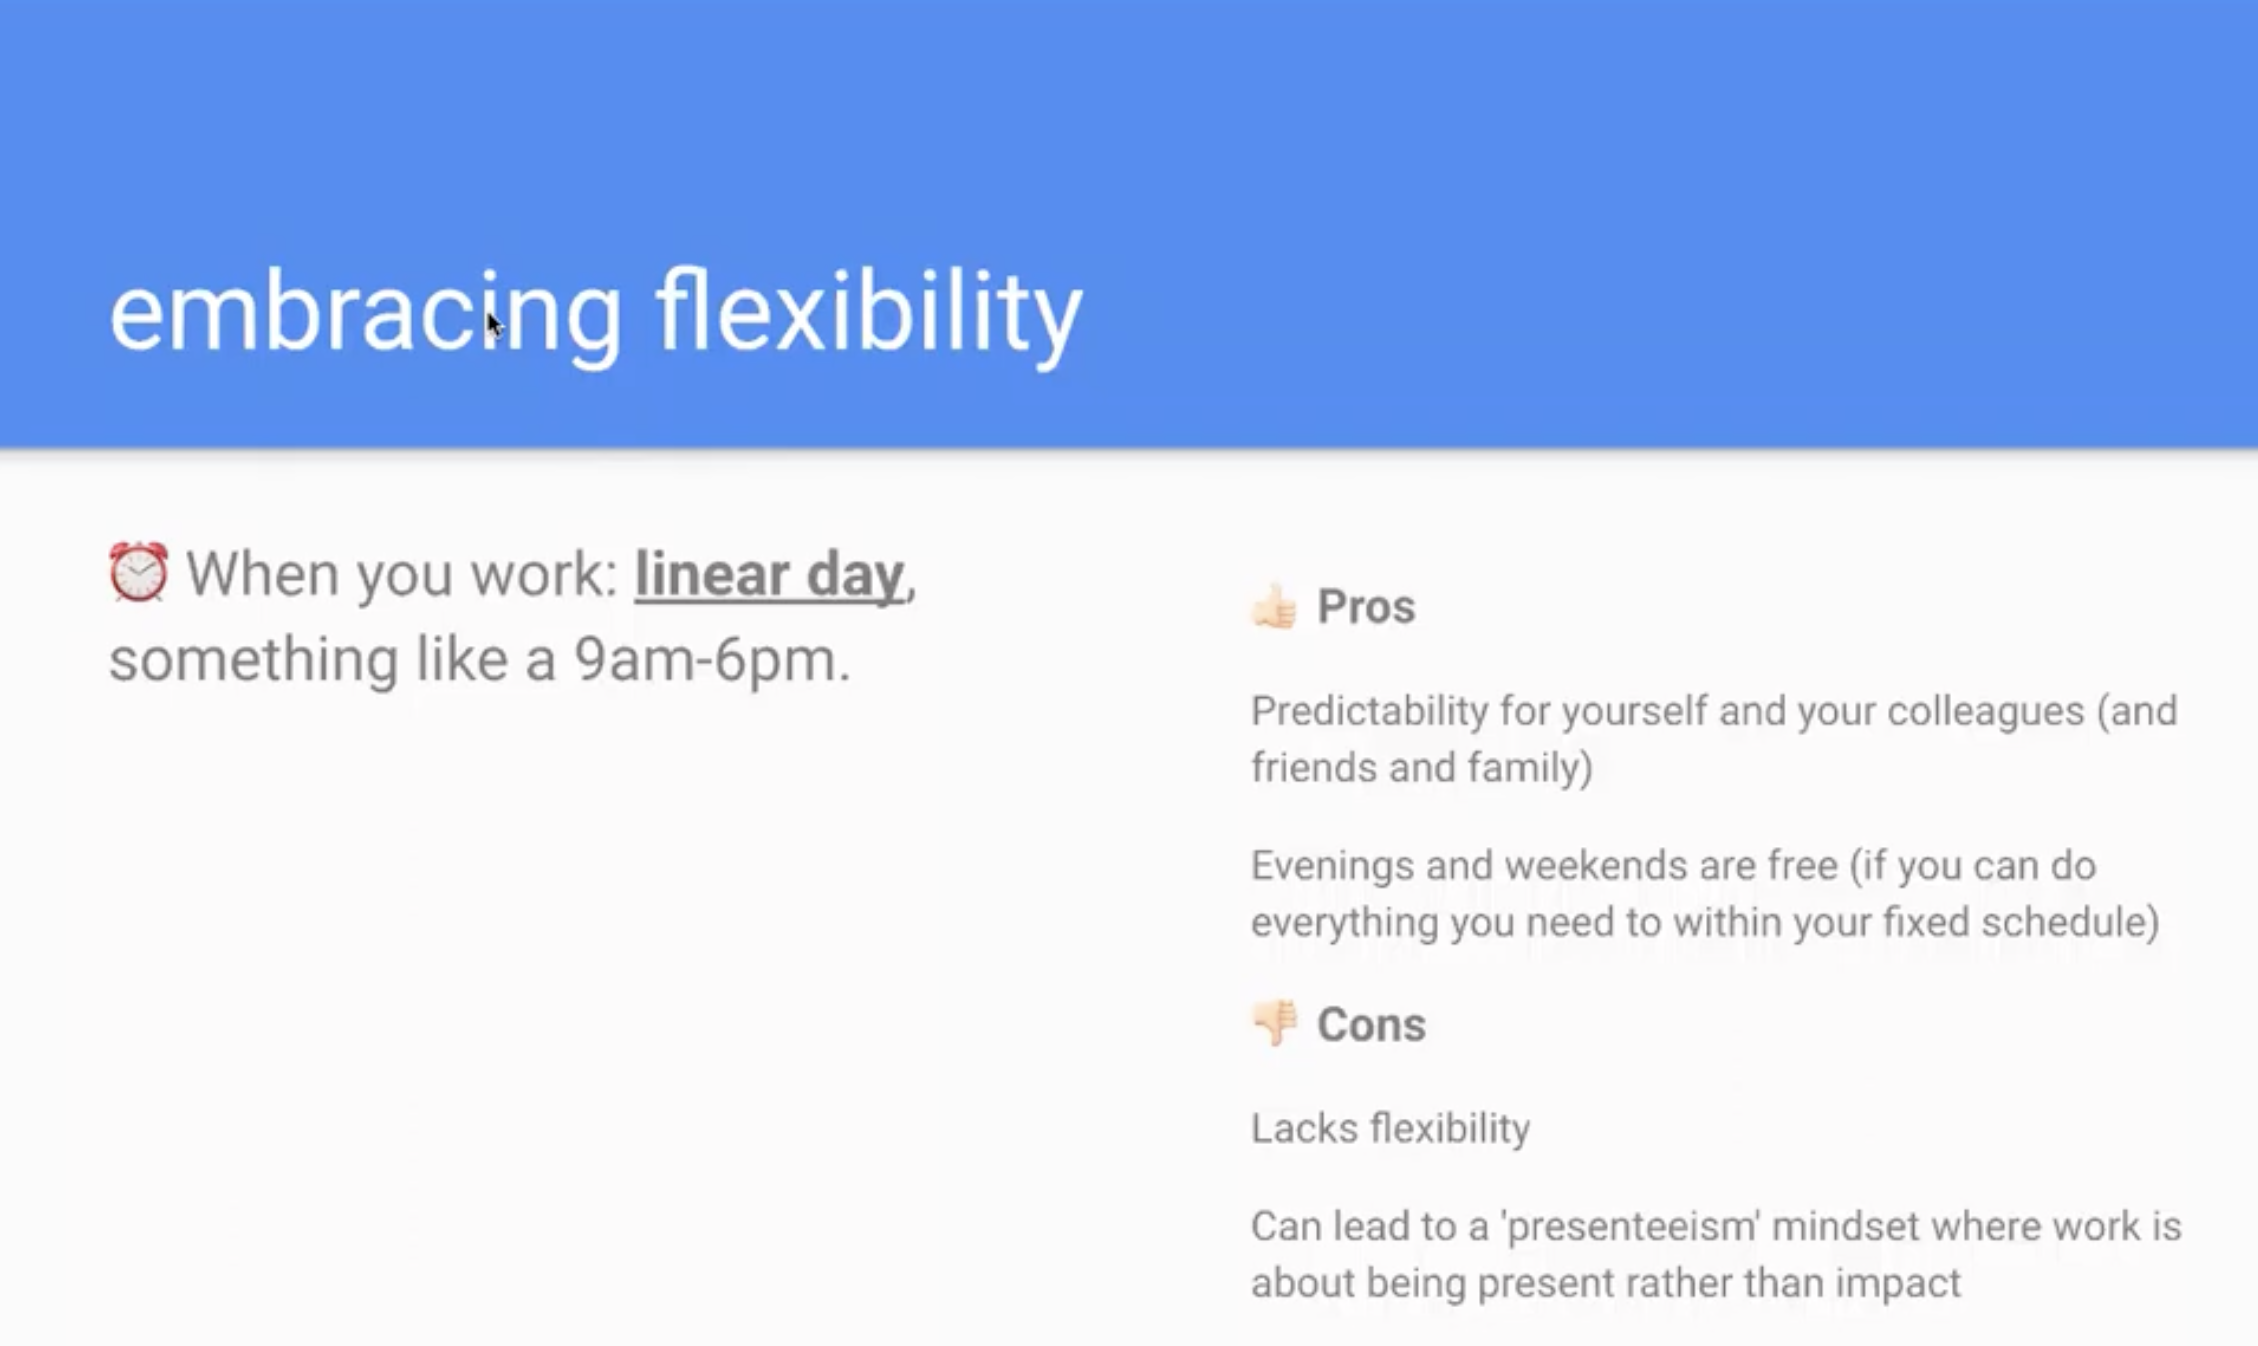 embracing flexibility
⏰ When you work: linear day,
something like a 9am-6pm.
👍🏻 Pros
Predictability for yourself and your colleagues (and
friends and family)
Evenings and weekends are free (if you can do
everything you need to within your fixed schedule)
👎🏻 Cons
Lacks flexibility
Can lead to a 'presenteeism' mindset where work is
about being present rather than impact